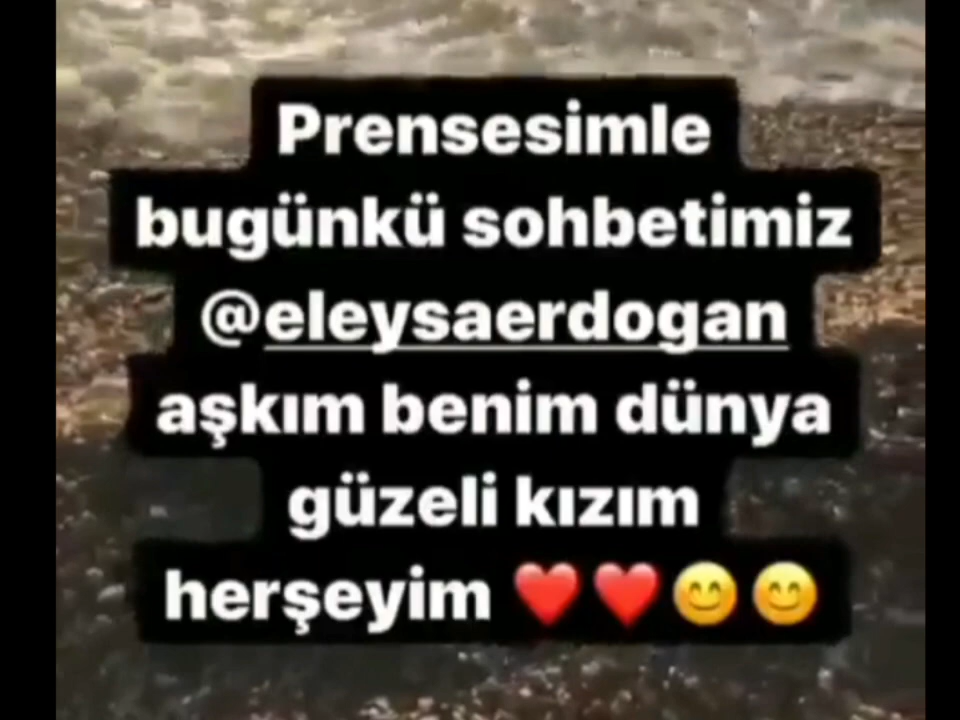 Prensesimle
bugünkü sohbetimiz
@eleysaerdogan
aşkım benim dünya
güzeli kızım
herşeyim ❤️❤️😊😊